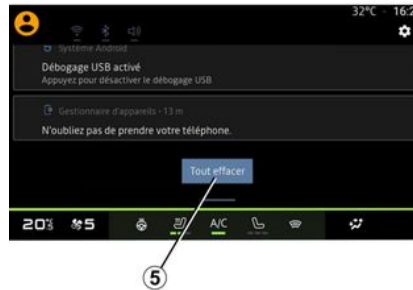 32°C 16:2
Système Android
Débogage USB activé
Appuyez pour désactiver le débogage USB
Gestionnaire d'appareils • 13 m
N'oubliez pas de prendre votre téléphone.
Tout effacer
20.5 5 A/C
5